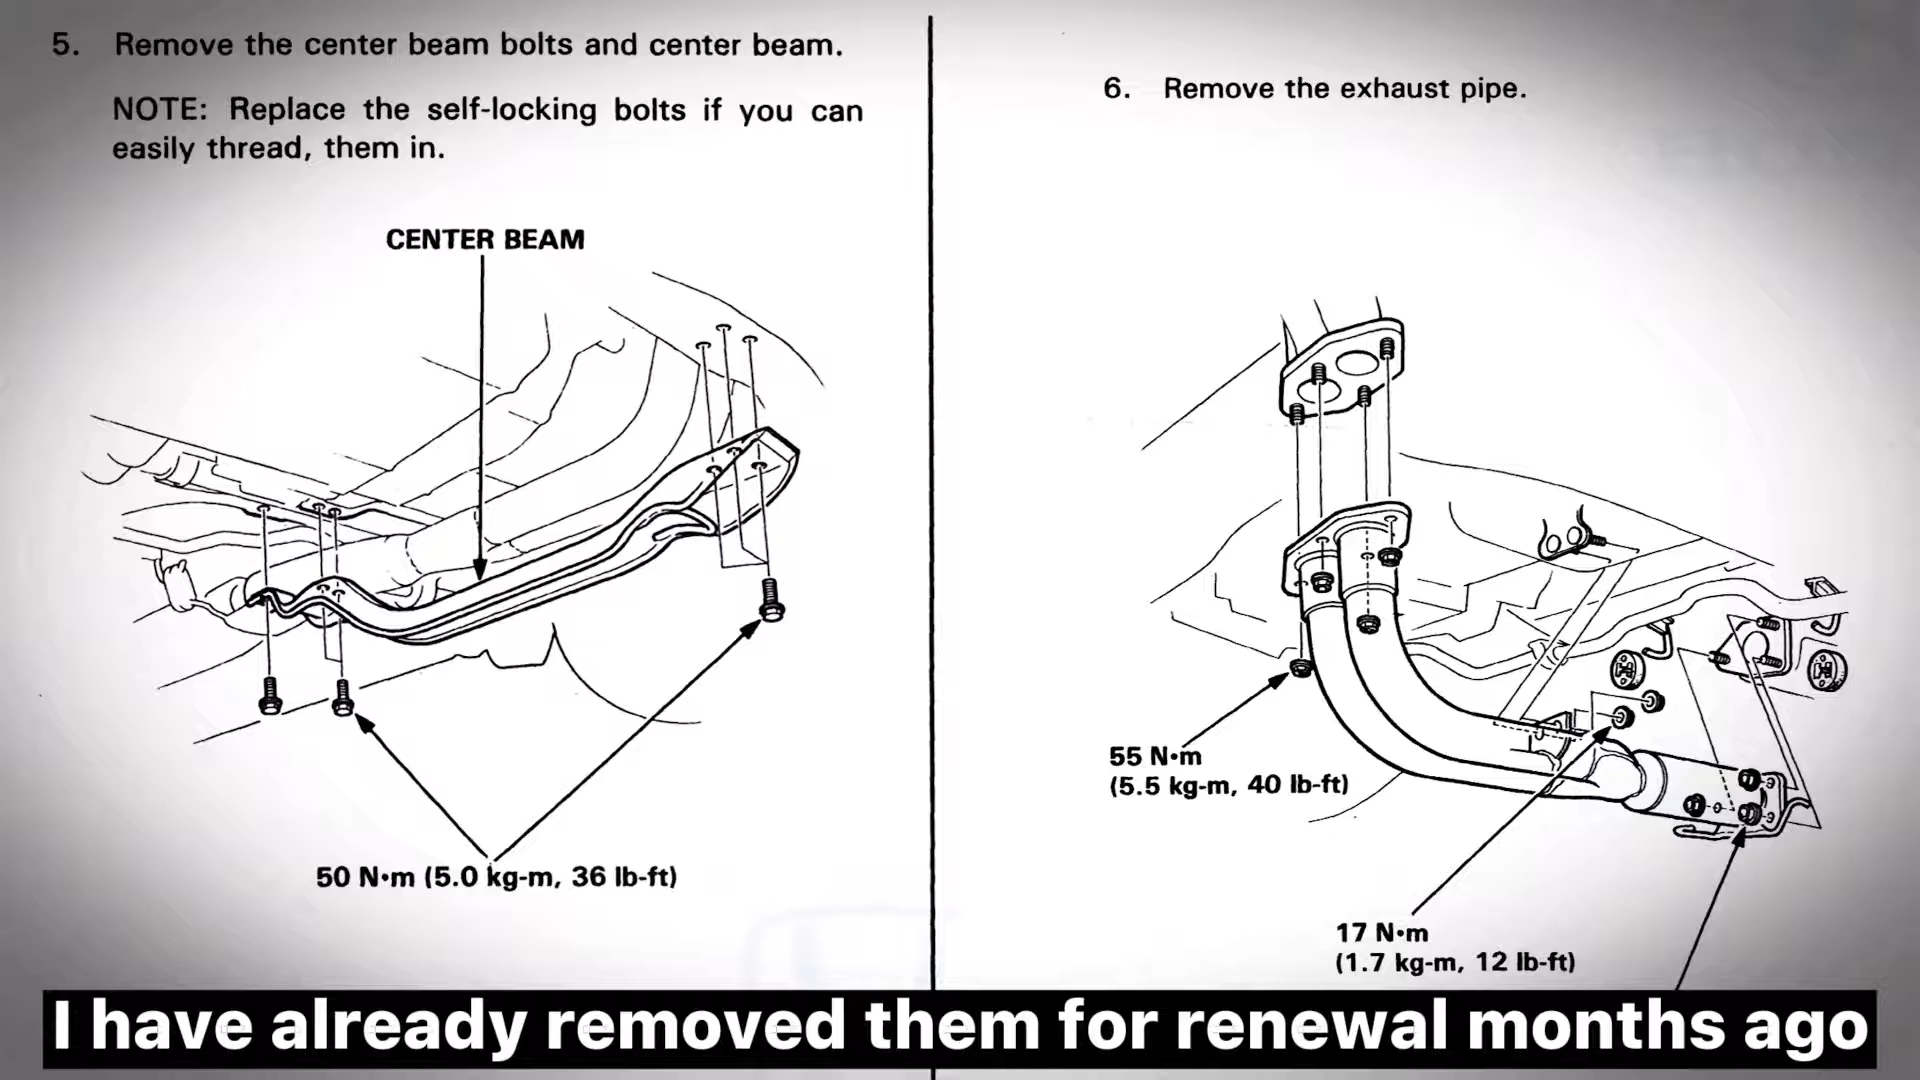 5. Remove the center beam bolts and center beam.
NOTE: Replace the self-locking bolts if you can
easily thread, them in.
CENTER BEAM
50 N•m (5.0 kg-m, 36 lb-ft)
6. Remove the exhaust pipe.
55 N•m
(5.5 kg-m, 40 lb-ft)
17 N•m
(1.7 kg-m, 12 lb-ft)
I have already removed them for renewal months ago